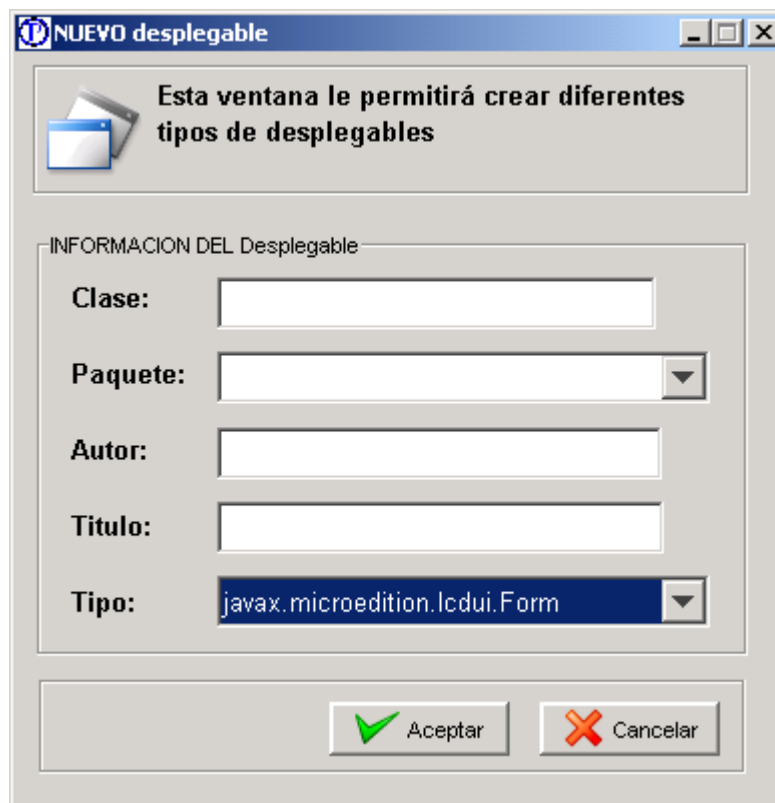 NUEVO desplegable
Esta ventana le permitirá crear diferentes
tipos de desplegables
INFORMACION DEL Desplegable
Clase:
Paquete:
Autor:
Titulo:
Tipo: javax.microedition.lcdui.Form
Aceptar Cancelar